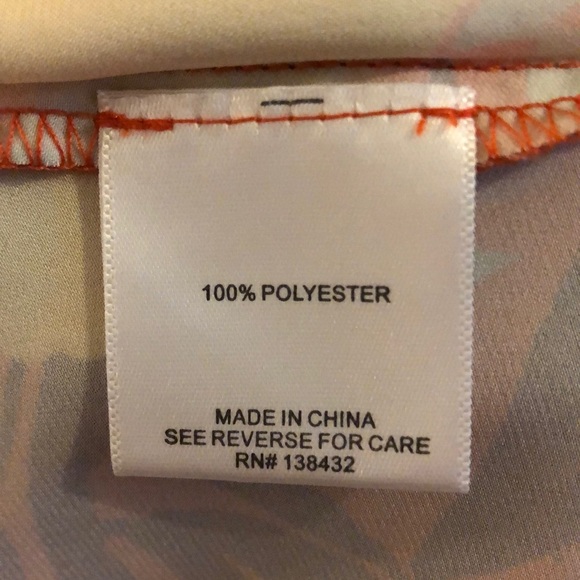 100% POLYESTER
MADE IN CHINA
SEE REVERSE FOR CARE
RN# 138432